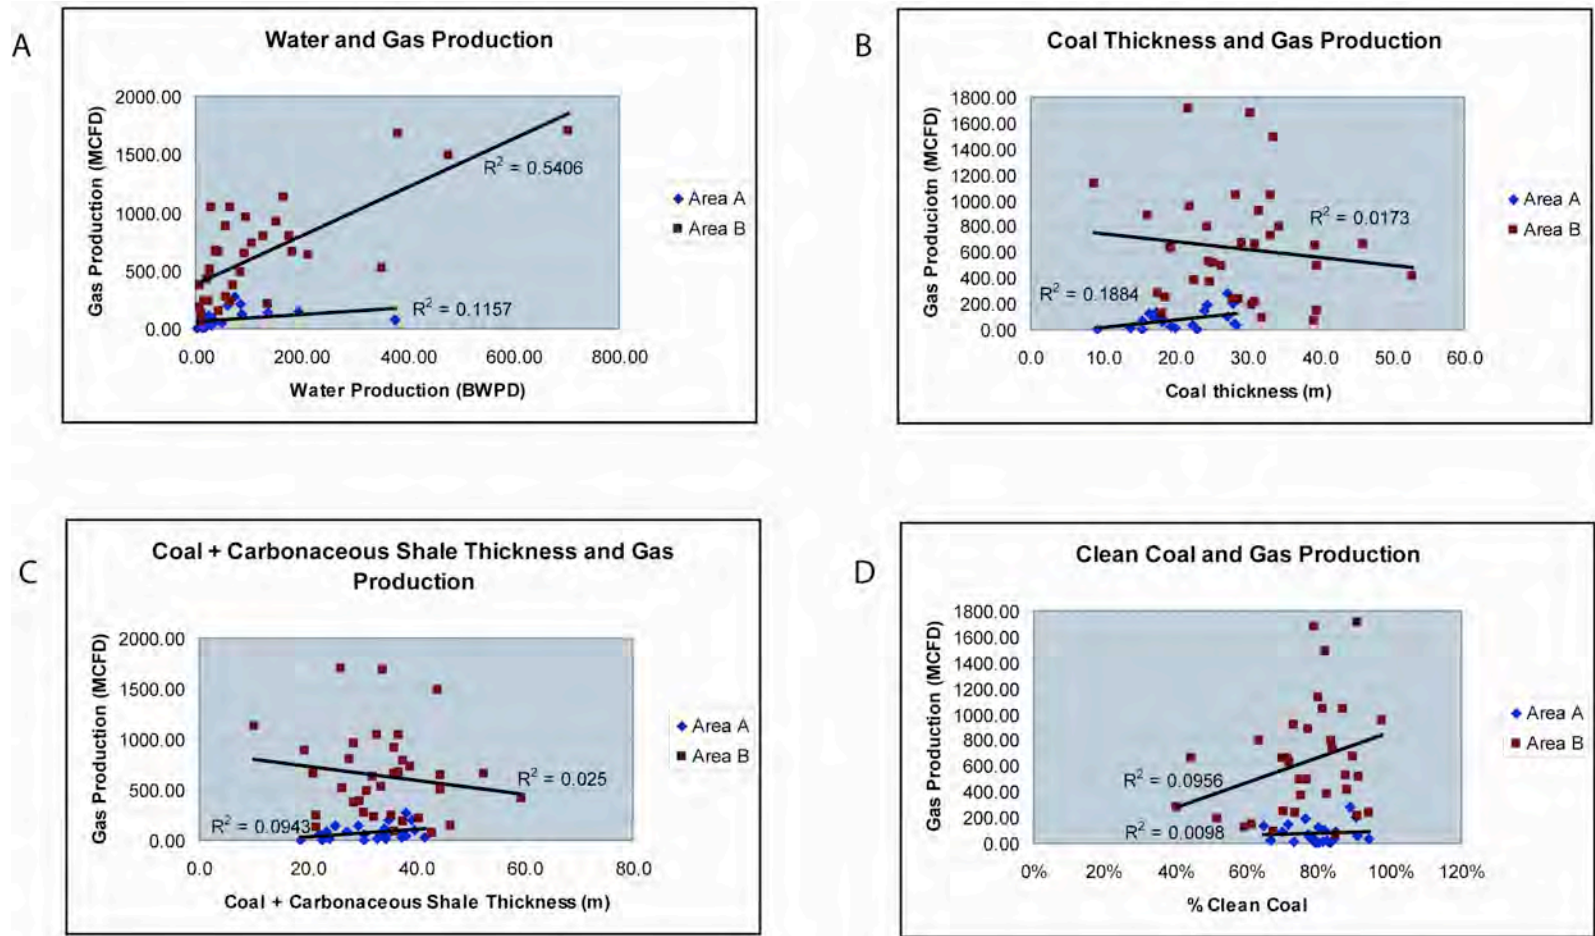 A
Water and Gas Production
Gas Production (MCFD)
2000.00
1500.00
1000.00
500.00
0.00
R² = 0.5406
R² = 0.1157
0.00 200.00 400.00 600.00 800.00
Water Production (BWPD)
Area A
Area B
B
Coal Thickness and Gas Production
Gas Produciotn (MCFD)
1800.00
1600.00
1400.00
1200.00
1000.00
800.00
600.00
400.00
200.00
0.00
R² = 0.0173
R² = 0.1884
0.0 10.0 20.0 30.0 40.0 50.0 60.0
Coal thickness (m)
Area A
Area B
C
Coal + Carbonaceous Shale Thickness and Gas
Production
Gas Production (MCFD)
2000.00
1500.00
1000.00
500.00
0.00
R² = 0.025
R² = 0.0943
0.0 20.0 40.0 60.0 80.0
Coal + Carbonaceous Shale Thickness (m)
Area A
Area B
D
Clean Coal and Gas Production
Gas Production (MCFD)
1800.00
1600.00
1400.00
1200.00
1000.00
800.00
600.00
400.00
200.00
0.00
R² = 0.0956
R² = 0.0098
0% 20% 40% 60% 80% 100% 120%
% Clean Coal
Area A
Area B